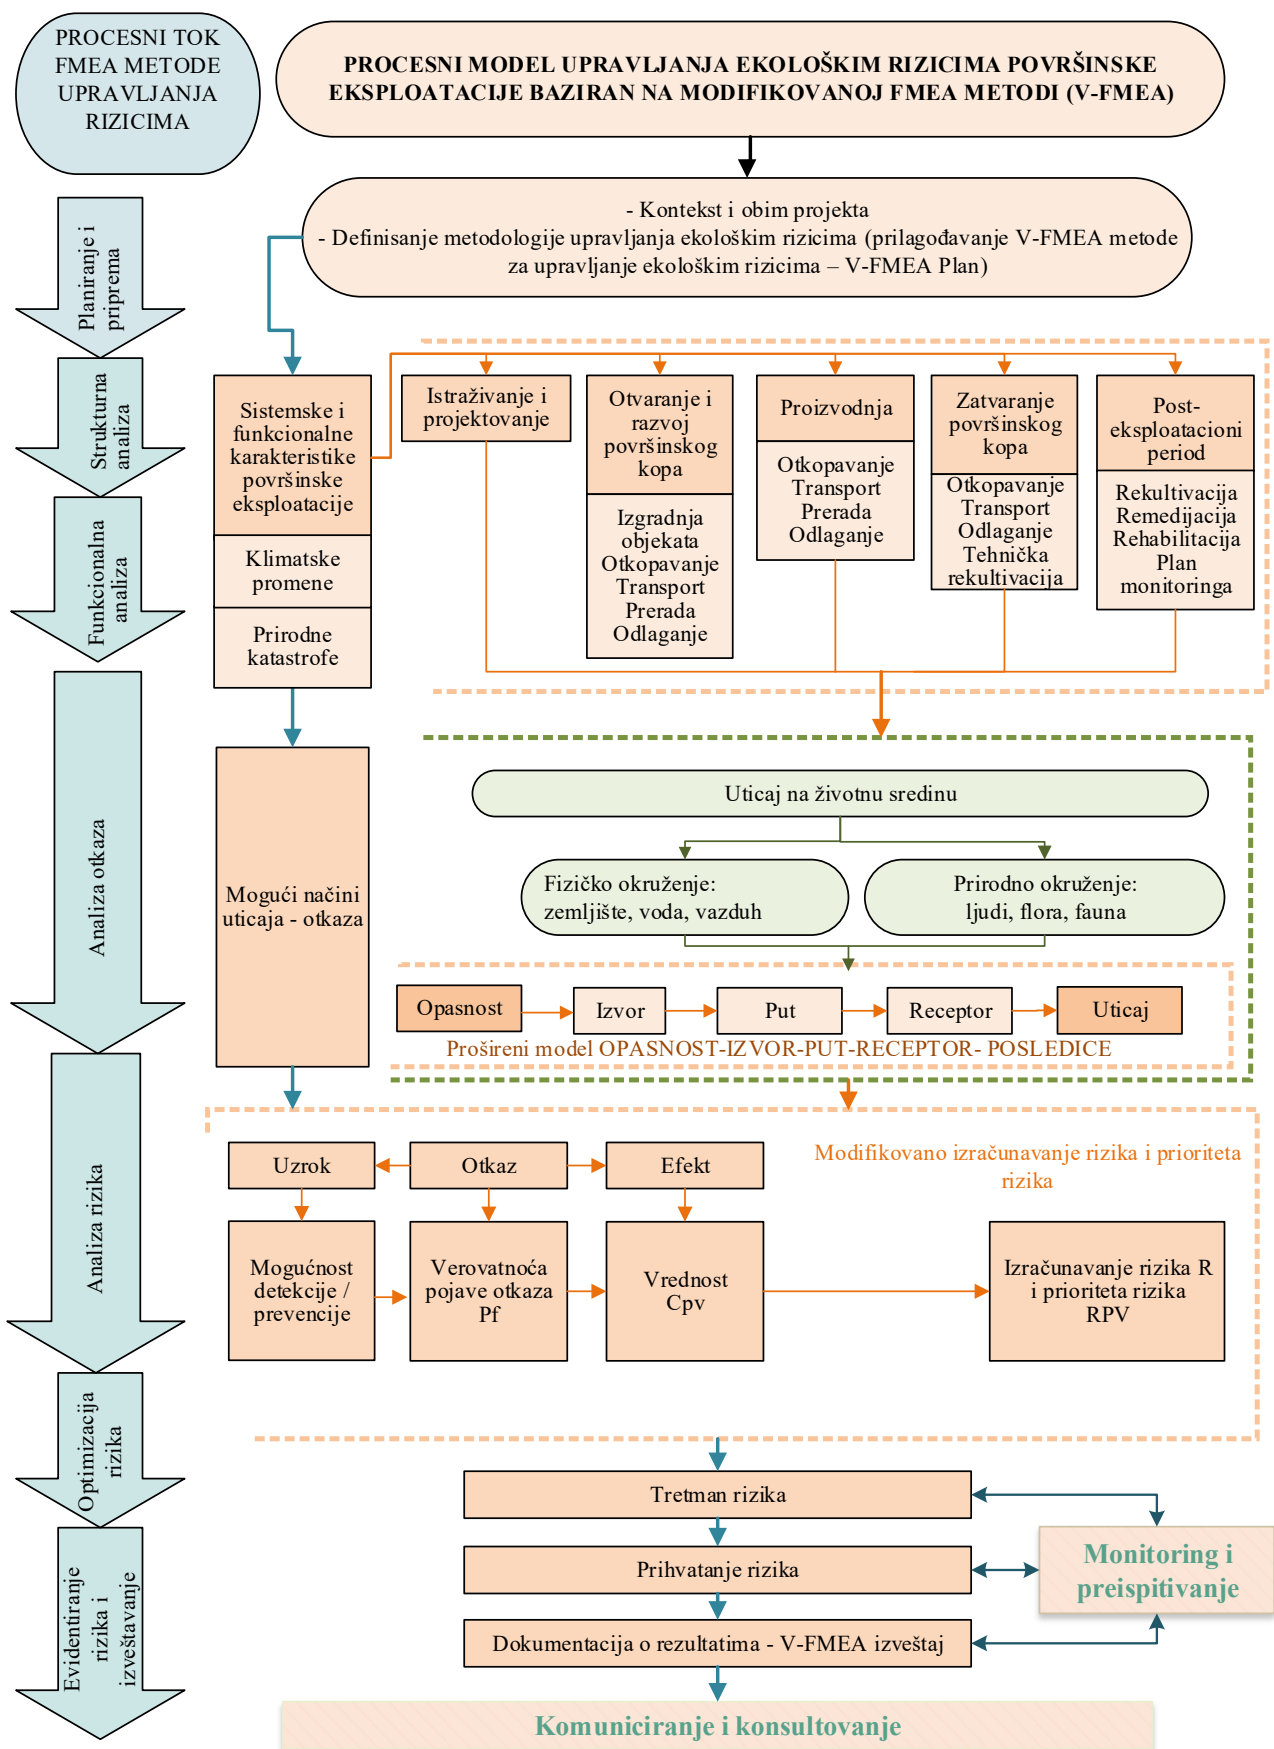 PROCESNI TOK
FMEA METODE
UPRAVLJANJA
RIZICIMA
PROCESNI MODEL UPRAVLJANJA EKOLOŠKIM RIZICIMA POVRŠINSKE
EKSPLOATACIJE BAZIRAN NA MODIFIKOVANOJ FMEA METODI (V-FMEA)
- Kontekst i obim projekta
- Definisanje metodologije upravljanja ekološkim rizicima (prilagođavanje V-FMEA metode
za upravljanje ekološkim rizicima – V-FMEA Plan)
Planiranje i
priprema
Strukturna
analiza
Funkcionalna
analiza
Analiza otkaza
Analiza rizika
Optimizacija
rizika
Evidentiranje
rizika i
izveštavanje
Sistemske i
funkcionalne
karakteristike
površinske
eksploatacije
Klimatske
promene
Prirodne
katastrofe
Istraživanje i
projektovanje
Otvaranje i
razvoj
površinskog
kopa
Izgradnja
objekata
Otkopavanje
Transport
Prerada
Odlaganje
Proizvodnja
Otkopavanje
Transport
Prerada
Odlaganje
Zatvaranje
površinskog
kopa
Otkopavanje
Transport
Odlaganje
Tehnička
rekultivacija
Post-
eksploatacioni
period
Rekultivacija
Remedijacija
Rehabilitacija
Plan
monitoringa
Mogući načini
uticaja - otkaza
Uticaj na životnu sredinu
Fizičko okruženje:
zemljište, voda, vazduh
Prirodno okruženje:
ljudi, flora, fauna
Opasnost
Izvor
Put
Receptor
Uticaj
Prošireni model OPASNOST-IZVOR-PUT-RECEPTOR- POSLEDICE
Uzrok
Otkaz
Efekt
Modifikovano izračunavanje rizika i prioriteta
rizika
Mogućnost
detekcije /
prevencije
Verovatnoća
pojave otkaza
Pf
Vrednost
Cpv
Izračunavanje rizika R
i prioriteta rizika
RPV
Tretman rizika
Prihvatanje rizika
Dokumentacija o rezultatima - V-FMEA izveštaj
Monitoring i
preispitivanje
Komuniciranje i konsultovanje